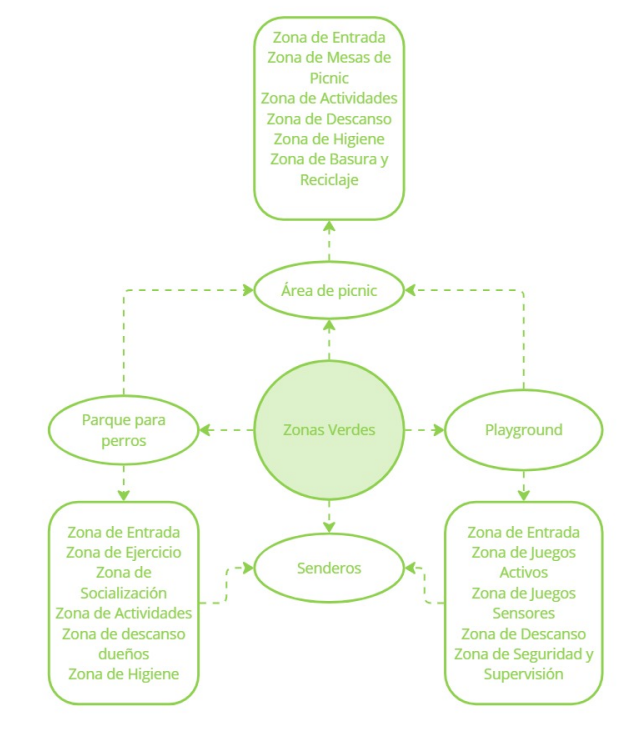 Zona de Entrada
Zona de Mesas de
Picnic
Zona de Actividades
Zona de Descanso
Zona de Higiene
Zona de Basura y
Reciclaje
Área de picnic
Parque para
perros
Zonas Verdes
Playground
Zona de Entrada
Zona de Ejercicio
Zona de
Socialización
Zona de Actividades
Zona de descanso
dueños
Zona de Higiene
Senderos
Zona de Entrada
Zona de Juegos
Activos
Zona de Juegos
Sensores
Zona de Descanso
Zona de Seguridad y
Supervisión